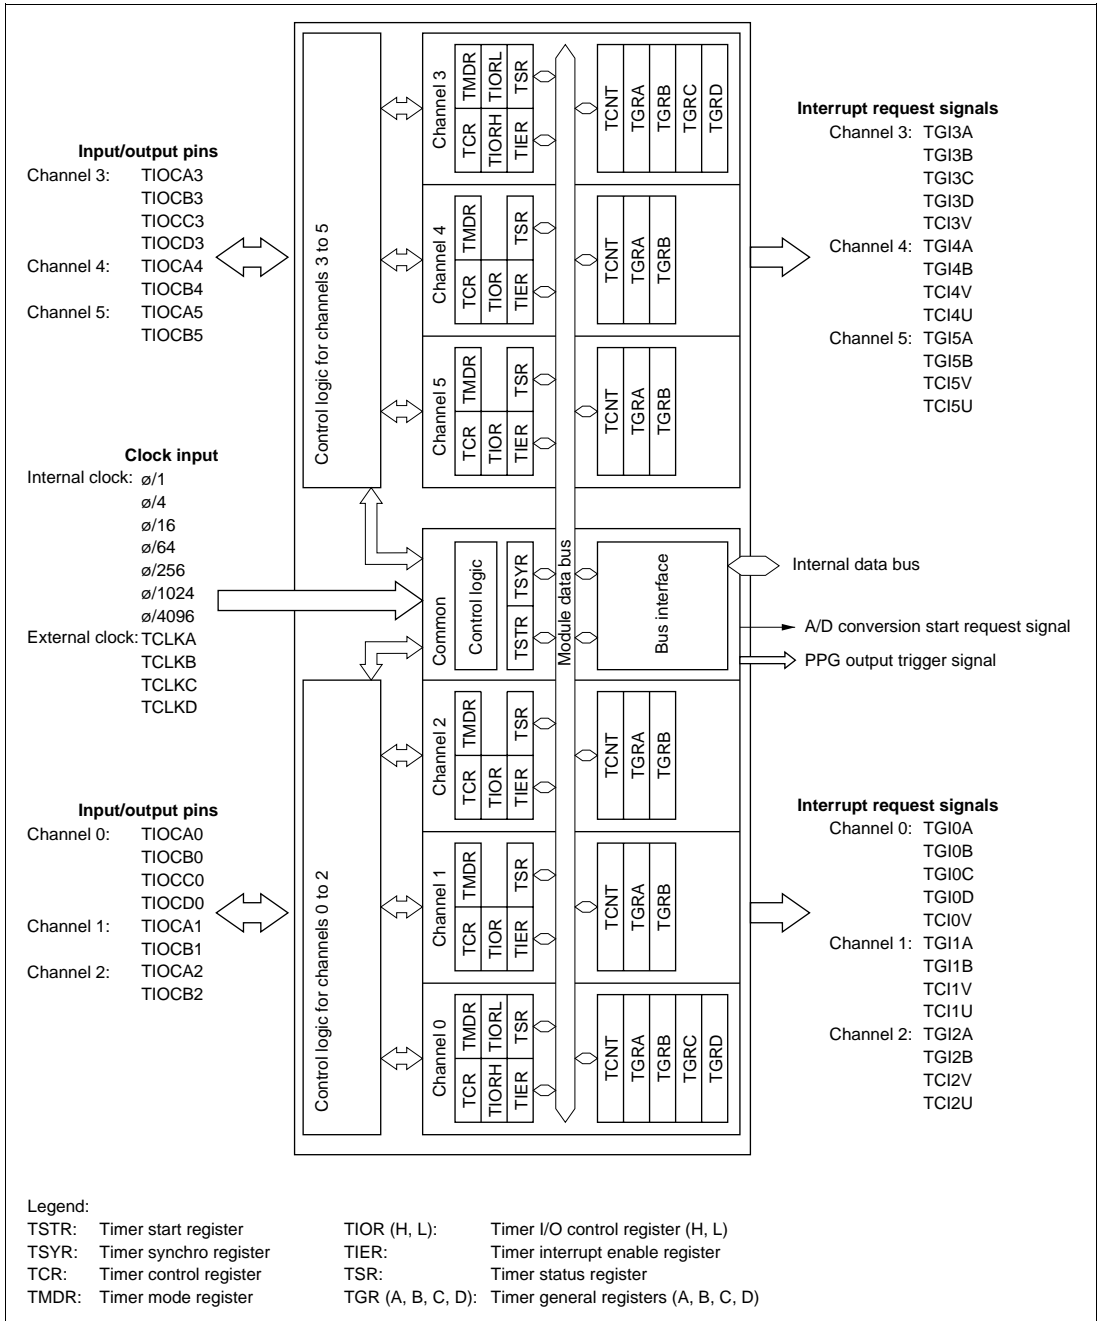 Input/output pins
Channel 3: TIOCA3
TIOCB3
TIOCC3
TIOCD3
Channel 4: TIOCA4
TIOCB4
Channel 5: TIOCA5
TIOCB5
Clock input
Internal clock: ø/1
ø/4
ø/16
ø/64
ø/256
ø/1024
ø/4096
External clock: TCLKA
TCLKB
TCLKC
TCLKD
Input/output pins
Channel 0: TIOCA0
TIOCB0
TIOCC0
TIOCD0
Channel 1: TIOCA1
TIOCB1
Channel 2: TIOCA2
TIOCB2
Control logic for channels 3 to 5
Channel 3
TCR TMDR
TIORH TIORL
TIER TSR
TCNT
TGRA
TGRB
TGRC
TGRD
Channel 4
TCR TMDR
TIOR
TIER TSR
TCNT
TGRA
TGRB
Channel 5
TCR TMDR
TIOR
TIER TSR
TCNT
TGRA
TGRB
Common
Control logic
TSTR TSYR
Module data bus
Bus interface
Control logic for channels 0 to 2
Channel 2
TCR TMDR
TIOR
TIER TSR
TCNT
TGRA
TGRB
Channel 1
TCR TMDR
TIOR
TIER TSR
TCNT
TGRA
TGRB
Channel 0
TCR TMDR
TIORH TIORL
TIER TSR
TCNT
TGRA
TGRB
TGRC
TGRD
Interrupt request signals
Channel 3: TGI3A
TGI3B
TGI3C
TGI3D
TCI3V
Channel 4: TGI4A
TGI4B
TCI4V
TCI4U
Channel 5: TGI5A
TGI5B
TCI5V
TCI5U
Internal data bus
A/D conversion start request signal
PPG output trigger signal
Interrupt request signals
Channel 0: TGI0A
TGI0B
TGI0C
TGI0D
TCI0V
Channel 1: TGI1A
TGI1B
TCI1V
TCI1U
Channel 2: TGI2A
TGI2B
TCI2V
TCI2U
Legend:
TSTR: Timer start register
TSYR: Timer synchro register
TCR: Timer control register
TMDR: Timer mode register
TIOR (H, L): Timer I/O control register (H, L)
TIER: Timer interrupt enable register
TSR: Timer status register
TGR (A, B, C, D): Timer general registers (A, B, C, D)